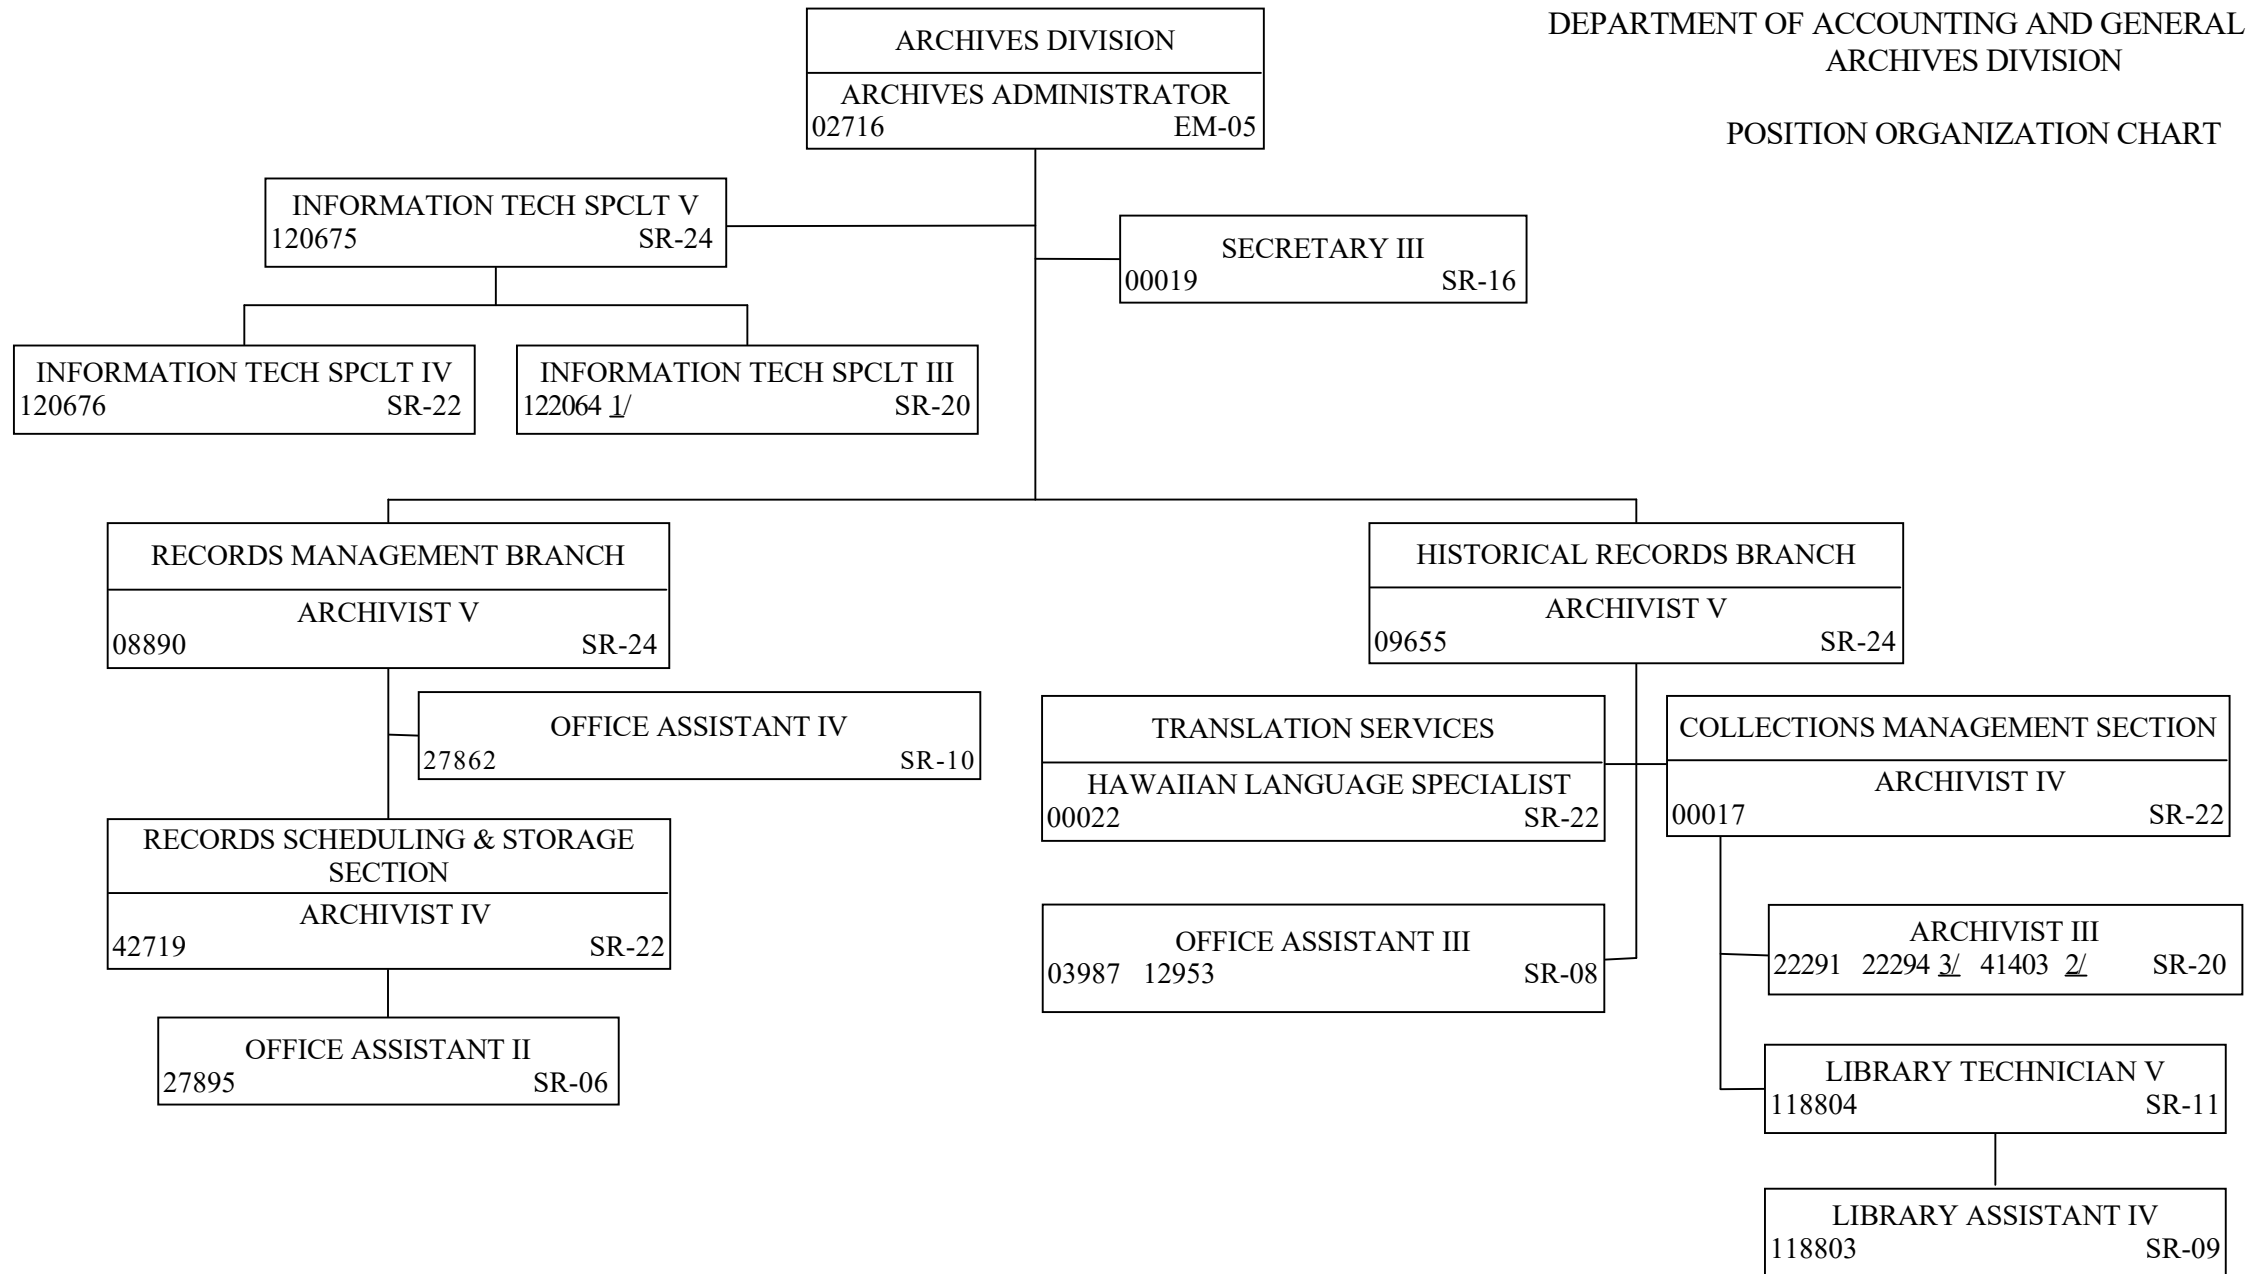 DEPARTMENT OF ACCOUNTING AND GENERAL
ARCHIVES DIVISION
POSITION ORGANIZATION CHART
ARCHIVES DIVISION
ARCHIVES ADMINISTRATOR
02716 EM-05
INFORMATION TECH SPCLT V
120675 SR-24
SECRETARY III
00019 SR-16
INFORMATION TECH SPCLT IV
120676 SR-22
INFORMATION TECH SPCLT III
122064 1/ SR-20
RECORDS MANAGEMENT BRANCH
ARCHIVIST V
08890 SR-24
OFFICE ASSISTANT IV
27862 SR-10
RECORDS SCHEDULING & STORAGE
SECTION
ARCHIVIST IV
42719 SR-22
OFFICE ASSISTANT II
27895 SR-06
HISTORICAL RECORDS BRANCH
ARCHIVIST V
09655 SR-24
TRANSLATION SERVICES
HAWAIIAN LANGUAGE SPECIALIST
00022 SR-22
COLLECTIONS MANAGEMENT SECTION
ARCHIVIST IV
00017 SR-22
OFFICE ASSISTANT III
03987 12953 SR-08
ARCHIVIST III
22291 22294 3/ 41403 2/ SR-20
LIBRARY TECHNICIAN V
118804 SR-11
LIBRARY ASSISTANT IV
118803 SR-09